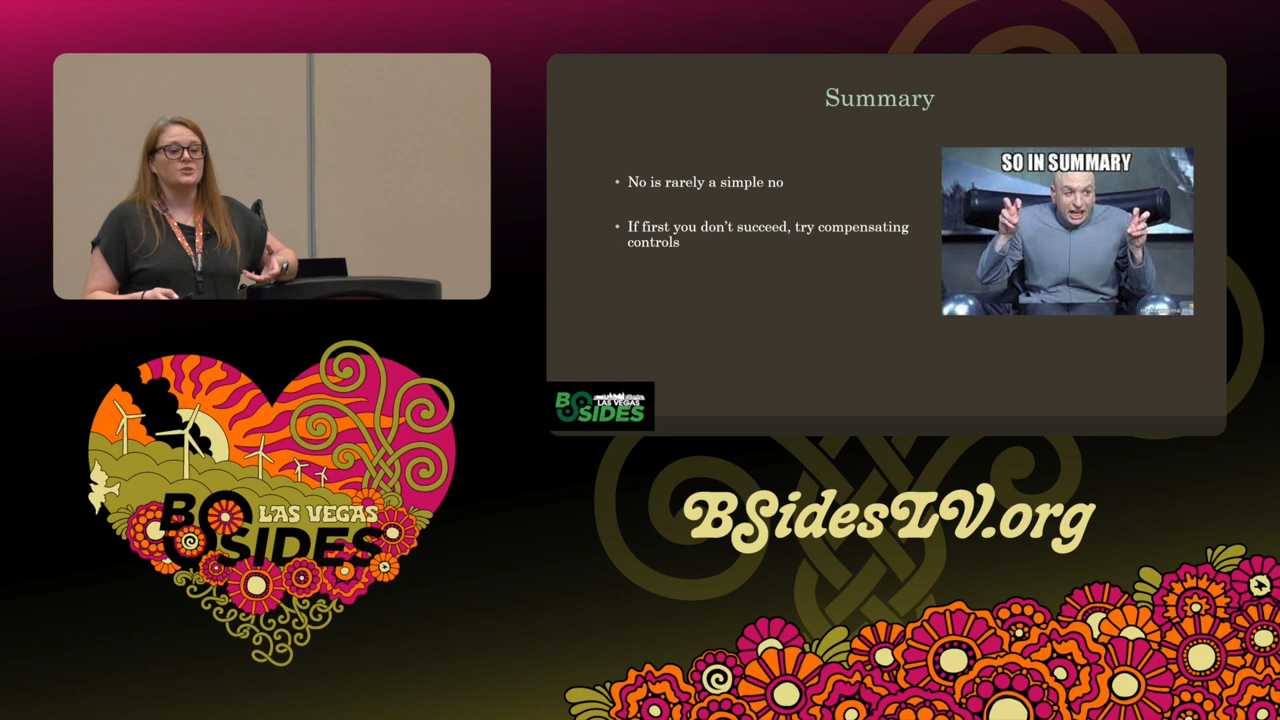 Summary
SO IN SUMMARY
• No is rarely a simple no
• If first you don't succeed, try compensating
controls
BSIDES
LAS VEGAS
BSidesLV.org
BSIDES
LAS VEGAS
23